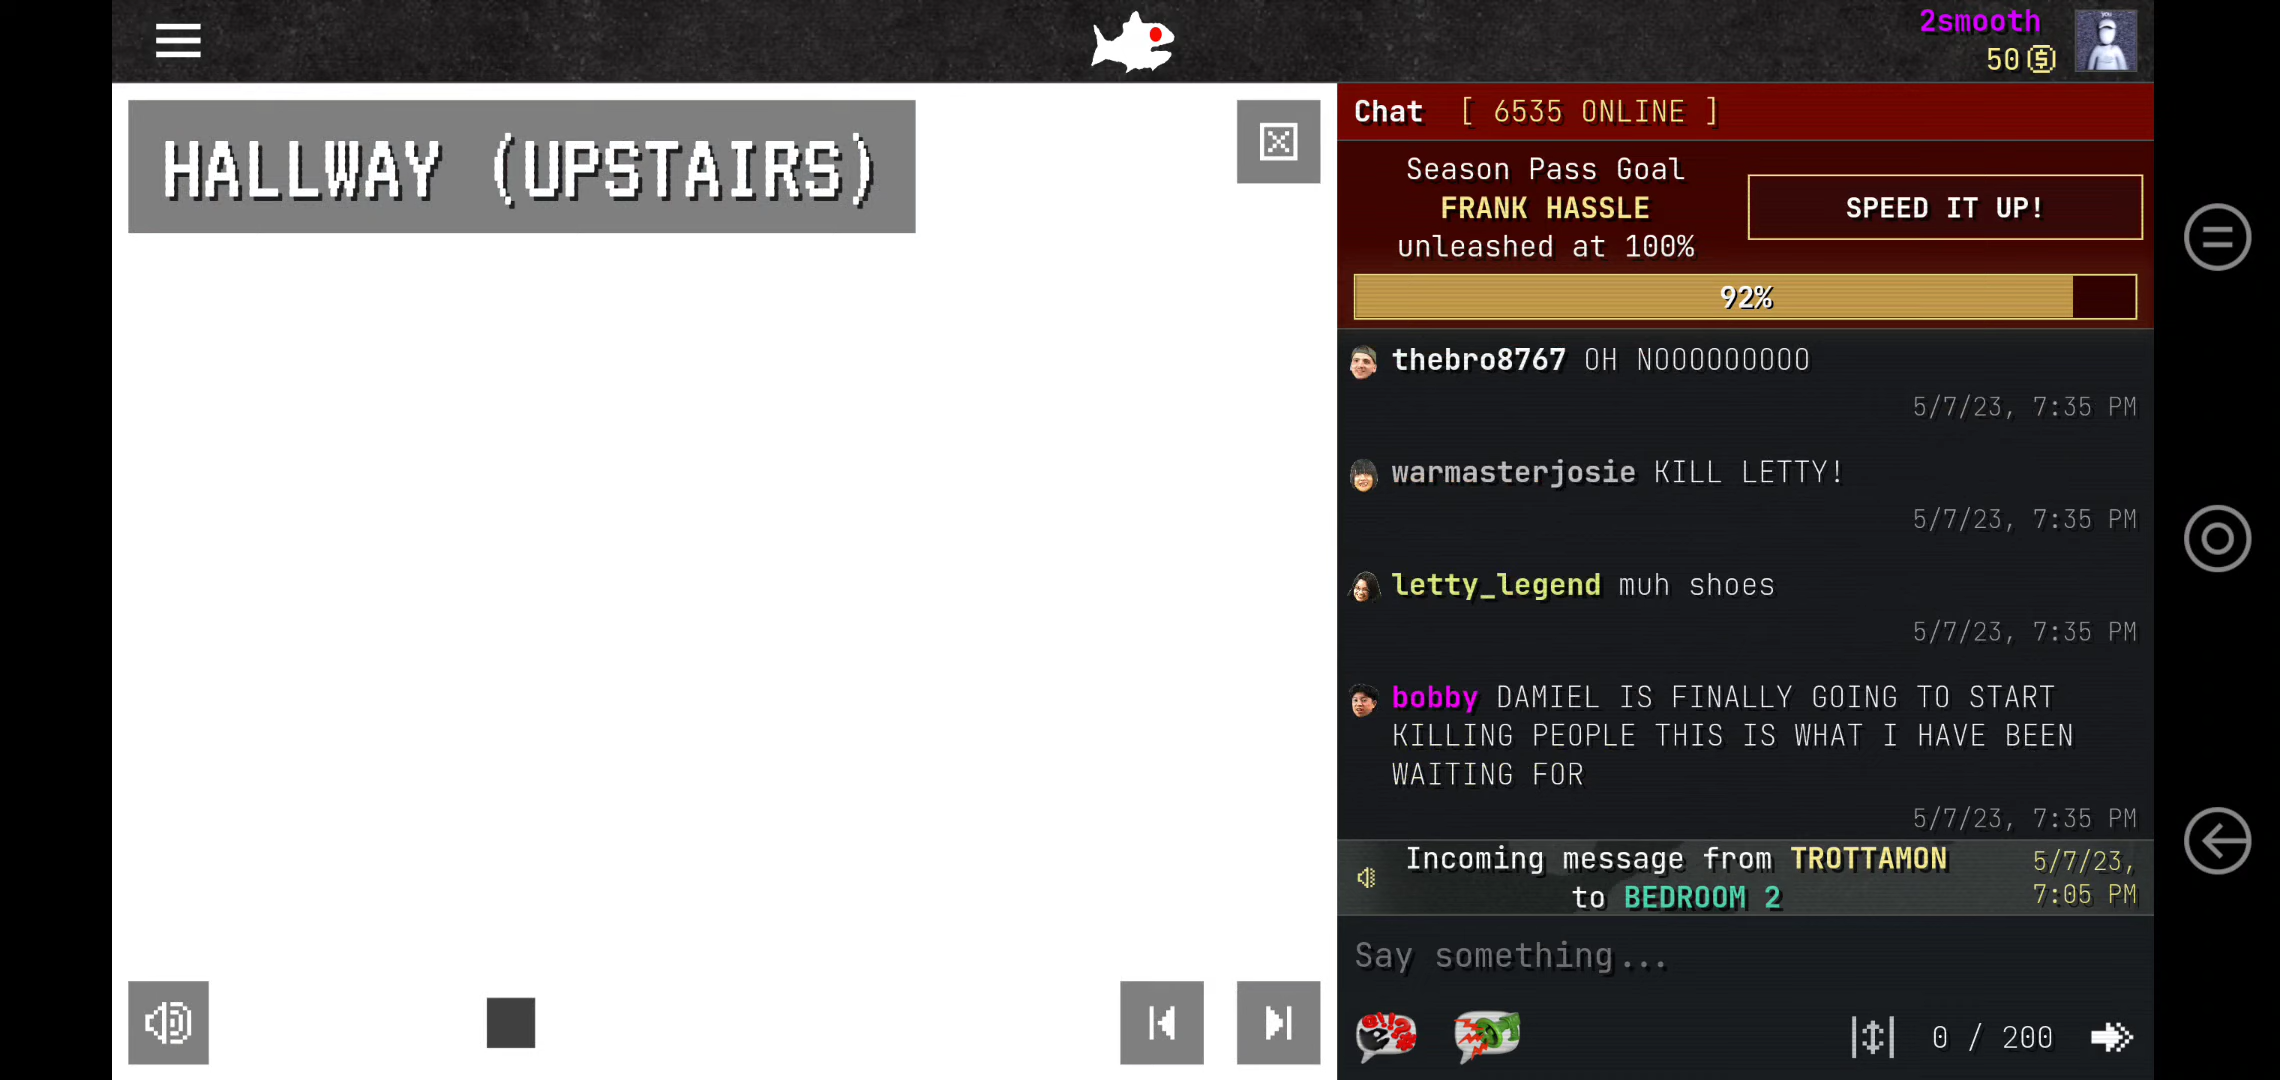 2smooth
50
HALLWAY (UPSTAIRS)
Chat [ 6535 ONLINE ]
Season Pass Goal
FRANK HASSLE
unleashed at 100%
SPEED IT UP!
92%
thebro8767 OH NOOOOOOOOO
5/7/23, 7:35 PM
warmasterjosie KILL LETTY!
5/7/23, 7:35 PM
letty_legend muh shoes
5/7/23, 7:35 PM
bobby DAMIEL IS FINALLY GOING TO START
KILLING PEOPLE THIS IS WHAT I HAVE BEEN
WAITING FOR
5/7/23, 7:35 PM
Incoming message from TROTTAMON
to BEDROOM 2
5/7/23,
7:05 PM
Say something...
0 / 200